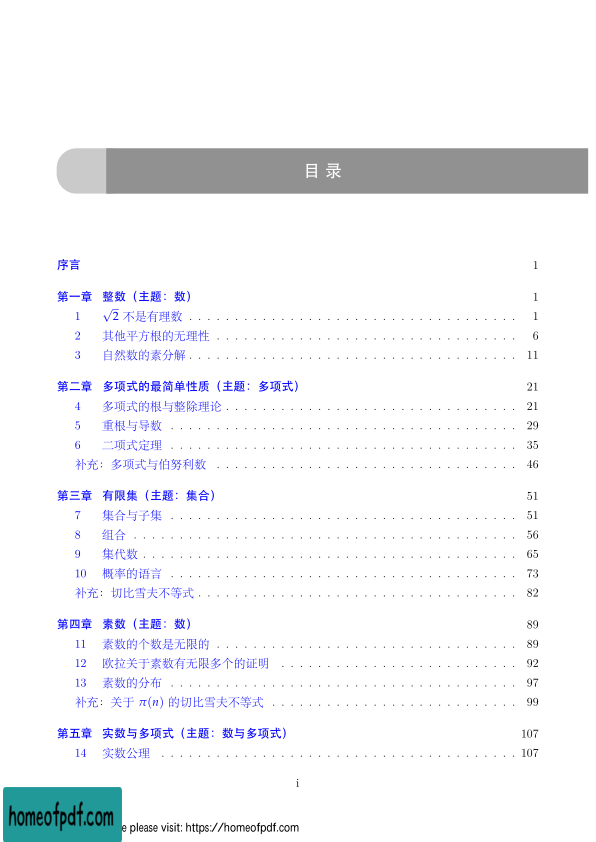 目 录
序言 1
第一章 整数（主题：数） 1
1 √2 不是有理数 . . . . . . . . . . . . . . . . . . . . . . . . . . . . . . . . . . . . 1
2 其他平方根的无理性 . . . . . . . . . . . . . . . . . . . . . . . . . . . . . . . . . 6
3 自然数的素分解 . . . . . . . . . . . . . . . . . . . . . . . . . . . . . . . . . . . . 11
第二章 多项式的最简单性质（主题：多项式） 21
4 多项式的根与整除理论 . . . . . . . . . . . . . . . . . . . . . . . . . . . . . . . . 21
5 重根与导数 . . . . . . . . . . . . . . . . . . . . . . . . . . . . . . . . . . . . . . 29
6 二项式定理 . . . . . . . . . . . . . . . . . . . . . . . . . . . . . . . . . . . . . . 35
补充：多项式与伯努利数 . . . . . . . . . . . . . . . . . . . . . . . . . . . . . . . . . 46
第三章 有限集（主题：集合） 51
7 集合与子集 . . . . . . . . . . . . . . . . . . . . . . . . . . . . . . . . . . . . . . 51
8 组合 . . . . . . . . . . . . . . . . . . . . . . . . . . . . . . . . . . . . . . . . . . 56
9 集代数 . . . . . . . . . . . . . . . . . . . . . . . . . . . . . . . . . . . . . . . . . 65
10 概率的语言 . . . . . . . . . . . . . . . . . . . . . . . . . . . . . . . . . . . . . . 73
补充：切比雪夫不等式 . . . . . . . . . . . . . . . . . . . . . . . . . . . . . . . . . . . 82
第四章 素数（主题：数） 89
11 素数的个数是无限的 . . . . . . . . . . . . . . . . . . . . . . . . . . . . . . . . . 89
12 欧拉关于素数有无限多个的证明 . . . . . . . . . . . . . . . . . . . . . . . . . . 92
13 素数的分布 . . . . . . . . . . . . . . . . . . . . . . . . . . . . . . . . . . . . . . 97
补充：关于 π(n) 的切比雪夫不等式 . . . . . . . . . . . . . . . . . . . . . . . . . . . 99
第五章 实数与多项式（主题：数与多项式） 107
14 实数公理 . . . . . . . . . . . . . . . . . . . . . . . . . . . . . . . . . . . . . . . 107
i
homeofpdf.com
e please visit: https://homeofpdf.com